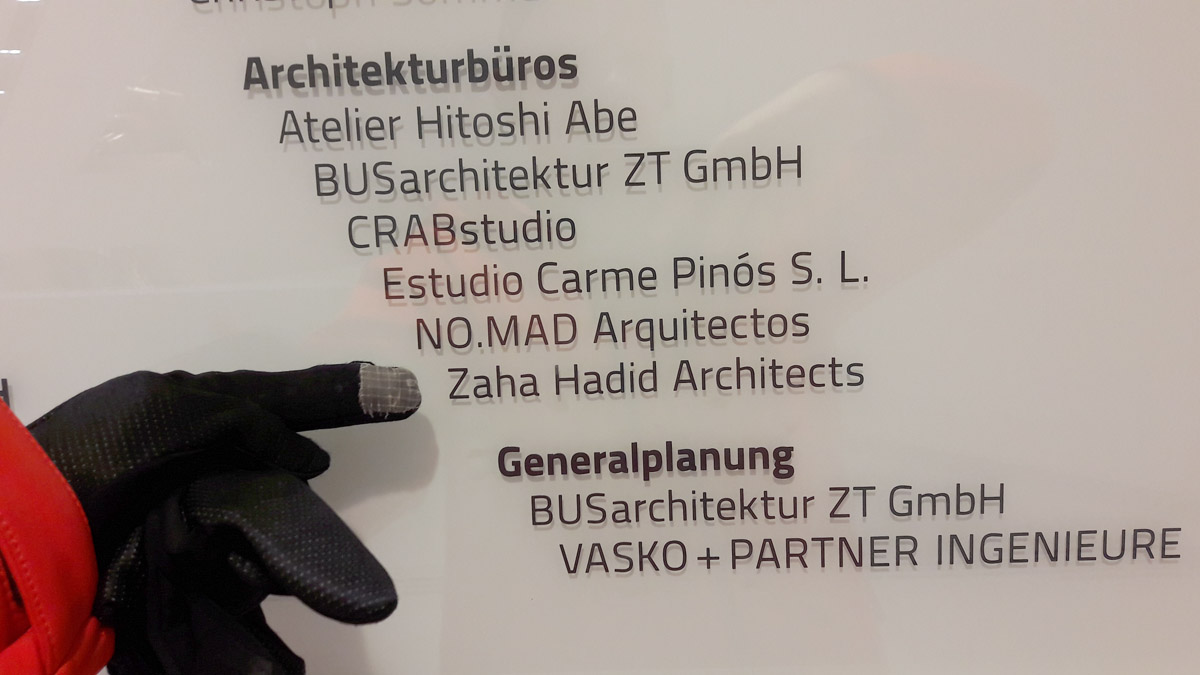 Architekturbüros
Atelier Hitoshi Abe
BUSarchitektur ZT GmbH
CRABstudio
Estudio Carme Pinós S. L.
NO.MAD Arquitectos
Zaha Hadid Architects
Generalplanung
BUSarchitektur ZT GmbH
VASKO + PARTNER INGENIEURE